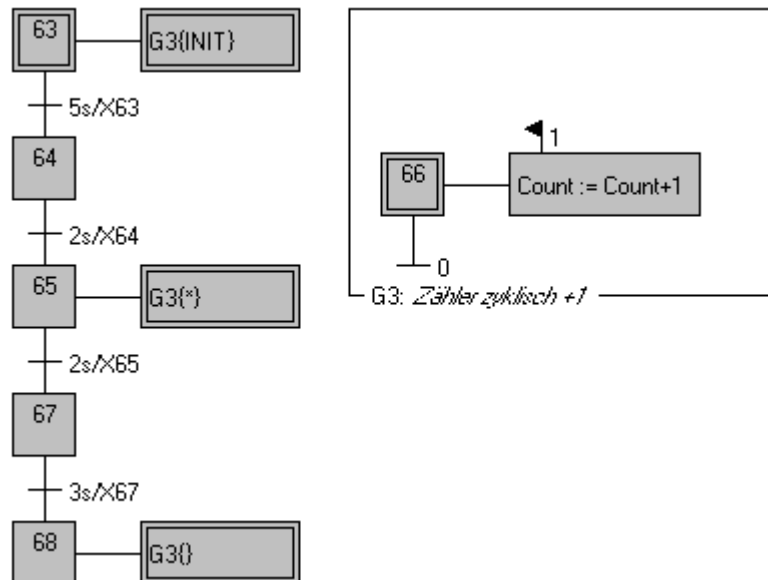 63
G3{INIT}
5s/X63
64
2s/X64
65
G3{*}
2s/X65
67
3s/X67
68
G3{}
1
66
Count := Count+1
0
G3: Zähler zyklisch +1